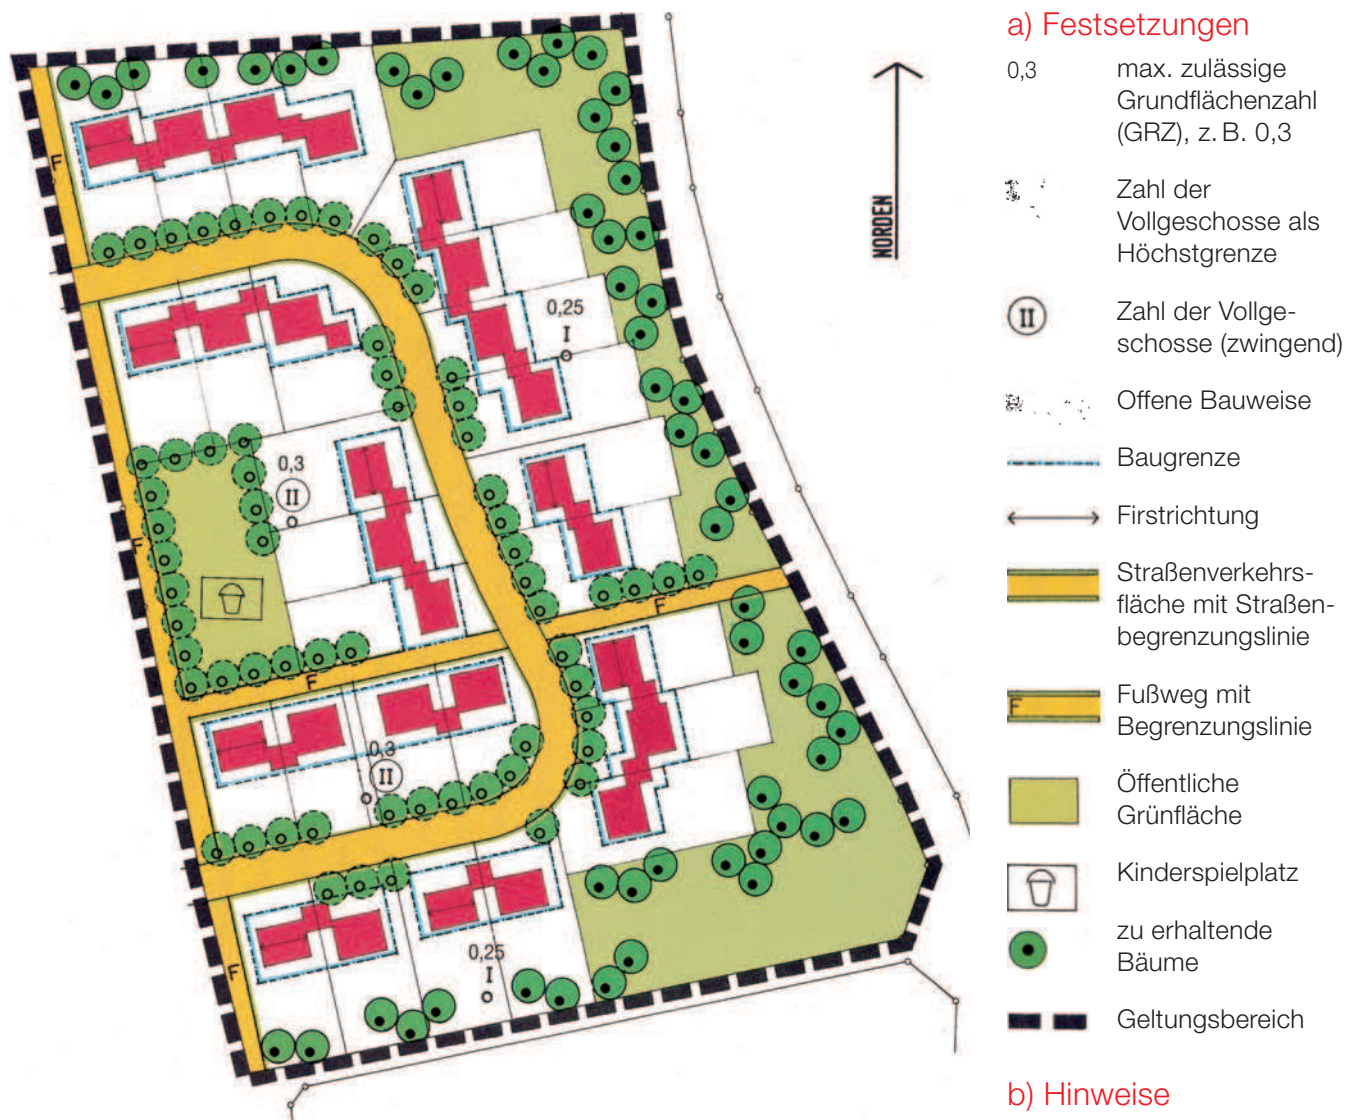 a) Festsetzungen
0,3
max. zulässige
Grundflächenzahl
(GRZ), z. B. 0,3
Zahl der
Vollgeschosse als
Höchstgrenze
II
Zahl der Vollge-
schosse (zwingend)
Offene Bauweise
Baugrenze
Firstrichtung
Straßenverkehrs-
fläche mit Straßen-
begrenzungslinie
F
Fußweg mit
Begrenzungslinie
Öffentliche
Grünfläche
Kinderspielplatz
zu erhaltende
Bäume
Geltungsbereich
b) Hinweise
NORDEN
F
0,25
I
0,3
II
F
F
F
0,3
II
F
0,25
I